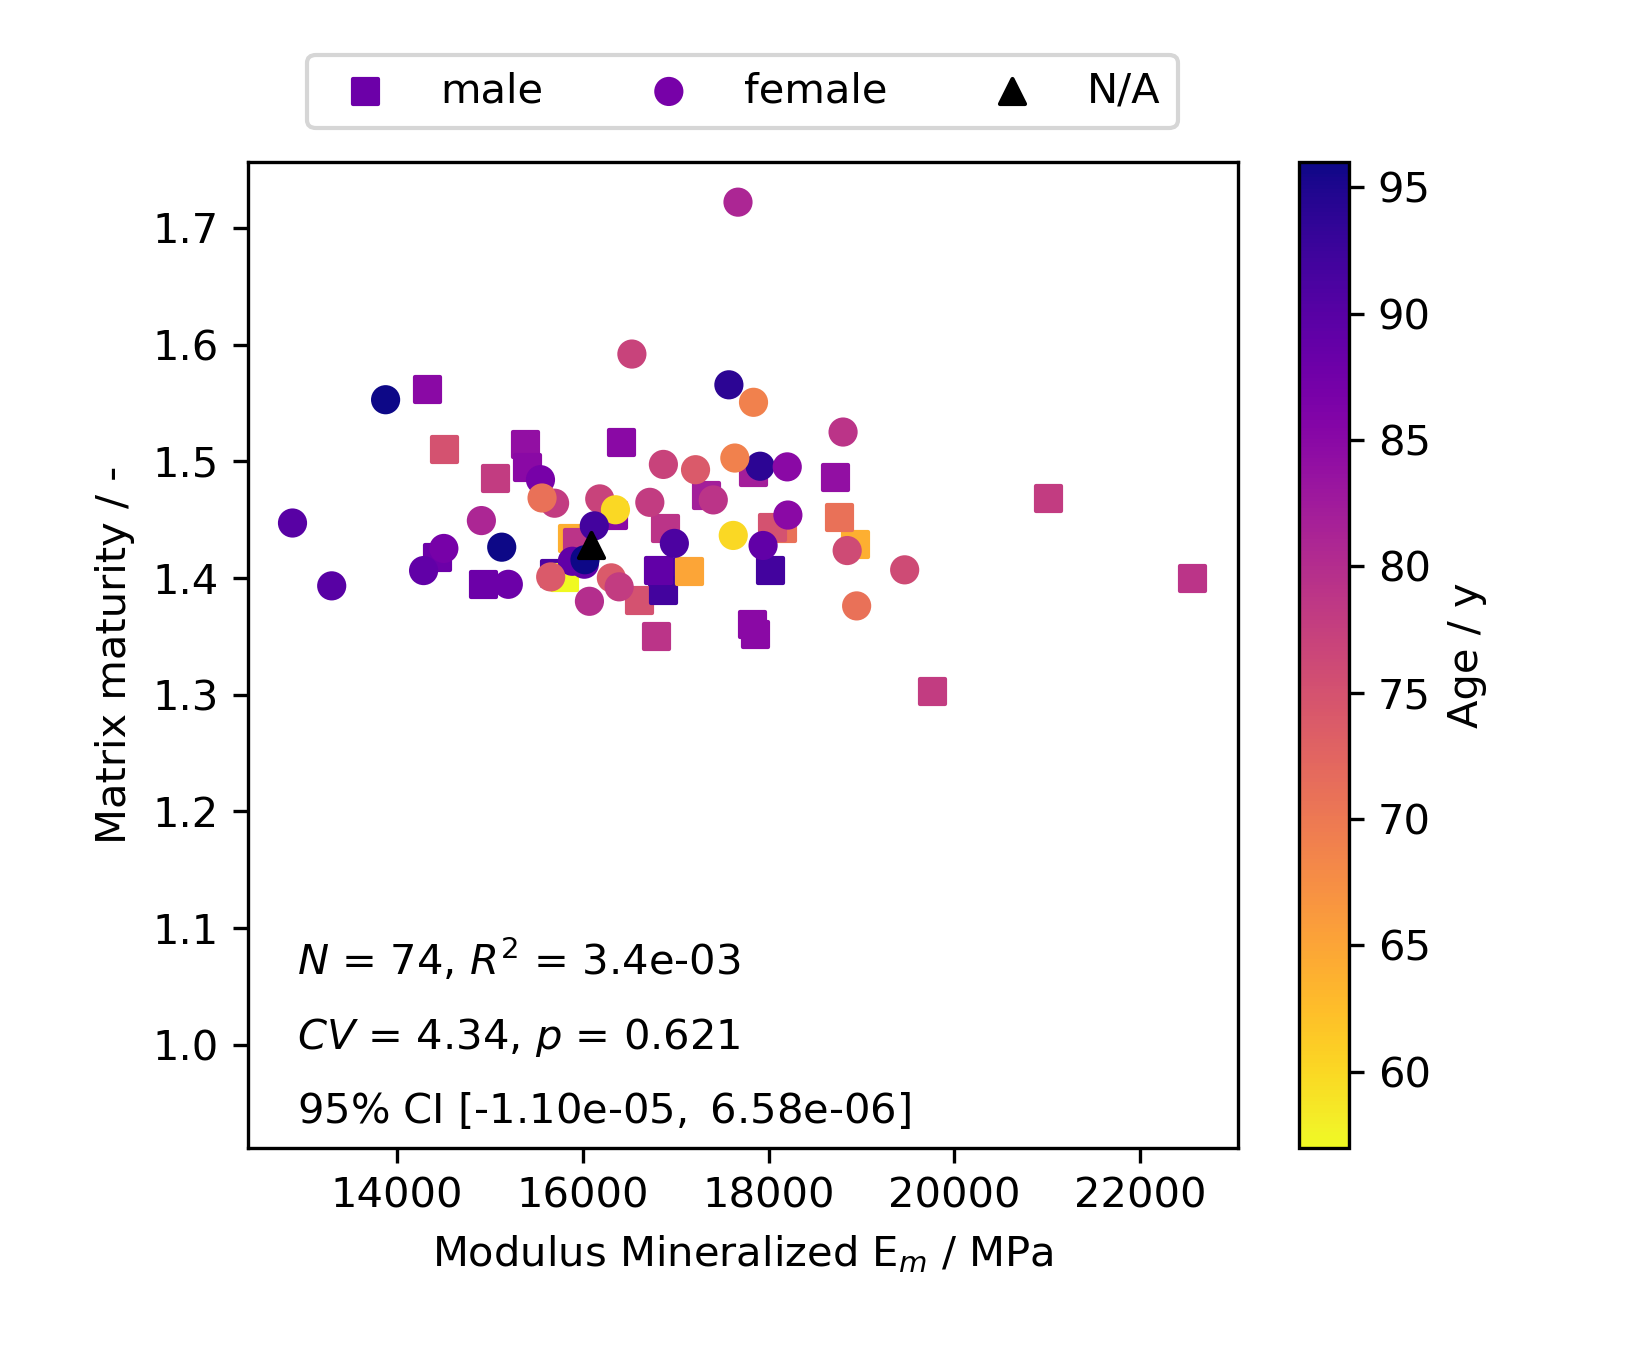 male female N/A
1.7
1.6
1.5
1.4
1.3
1.2
1.1
1.0
Matrix maturity / -
N = 74, R² = 3.4e-03
CV = 4.34, p = 0.621
95% CI [-1.10e-05, 6.58e-06]
14000 16000 18000 20000 22000
Modulus Mineralized Eₘ / MPa
95
90
85
80
75
70
65
60
Age / y